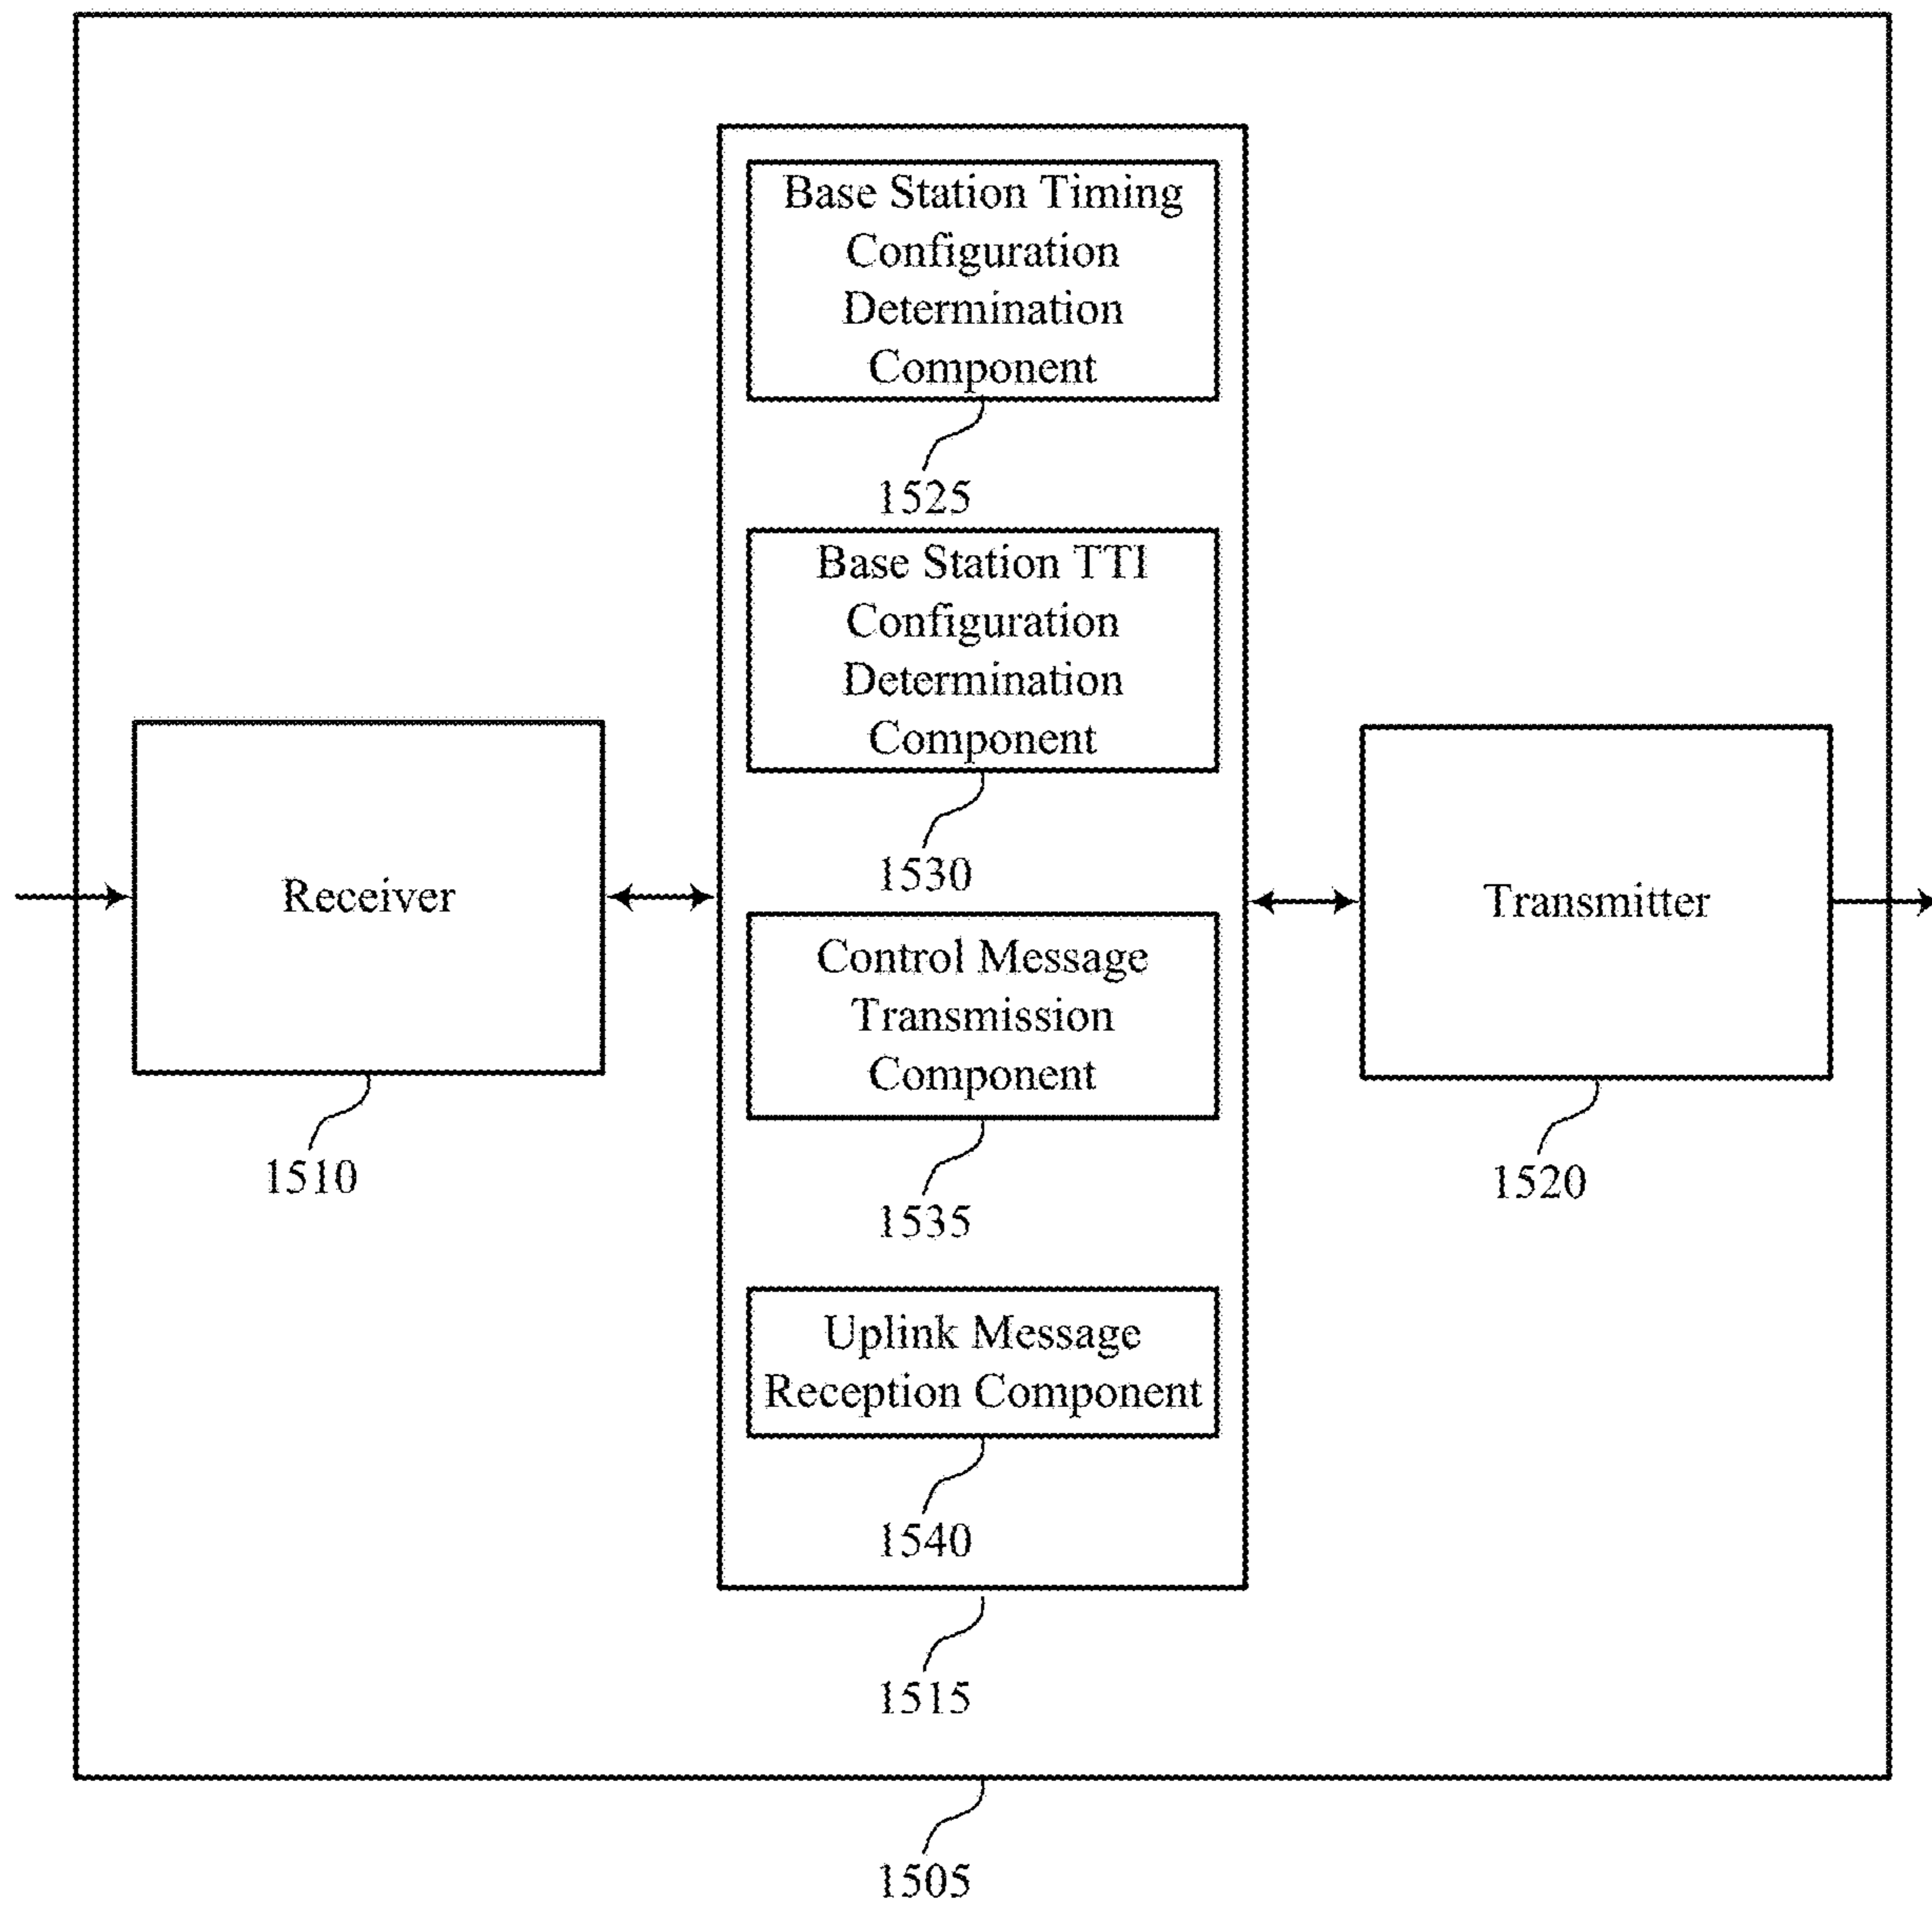 Base Station Timing
Configuration
Determination
Component
1525
Base Station TTI
Configuration
Determination
Component
1530
Receiver
1510
Control Message
Transmission
Component
1535
Transmitter
1520
Uplink Message
Reception Component
1540
1515
1505